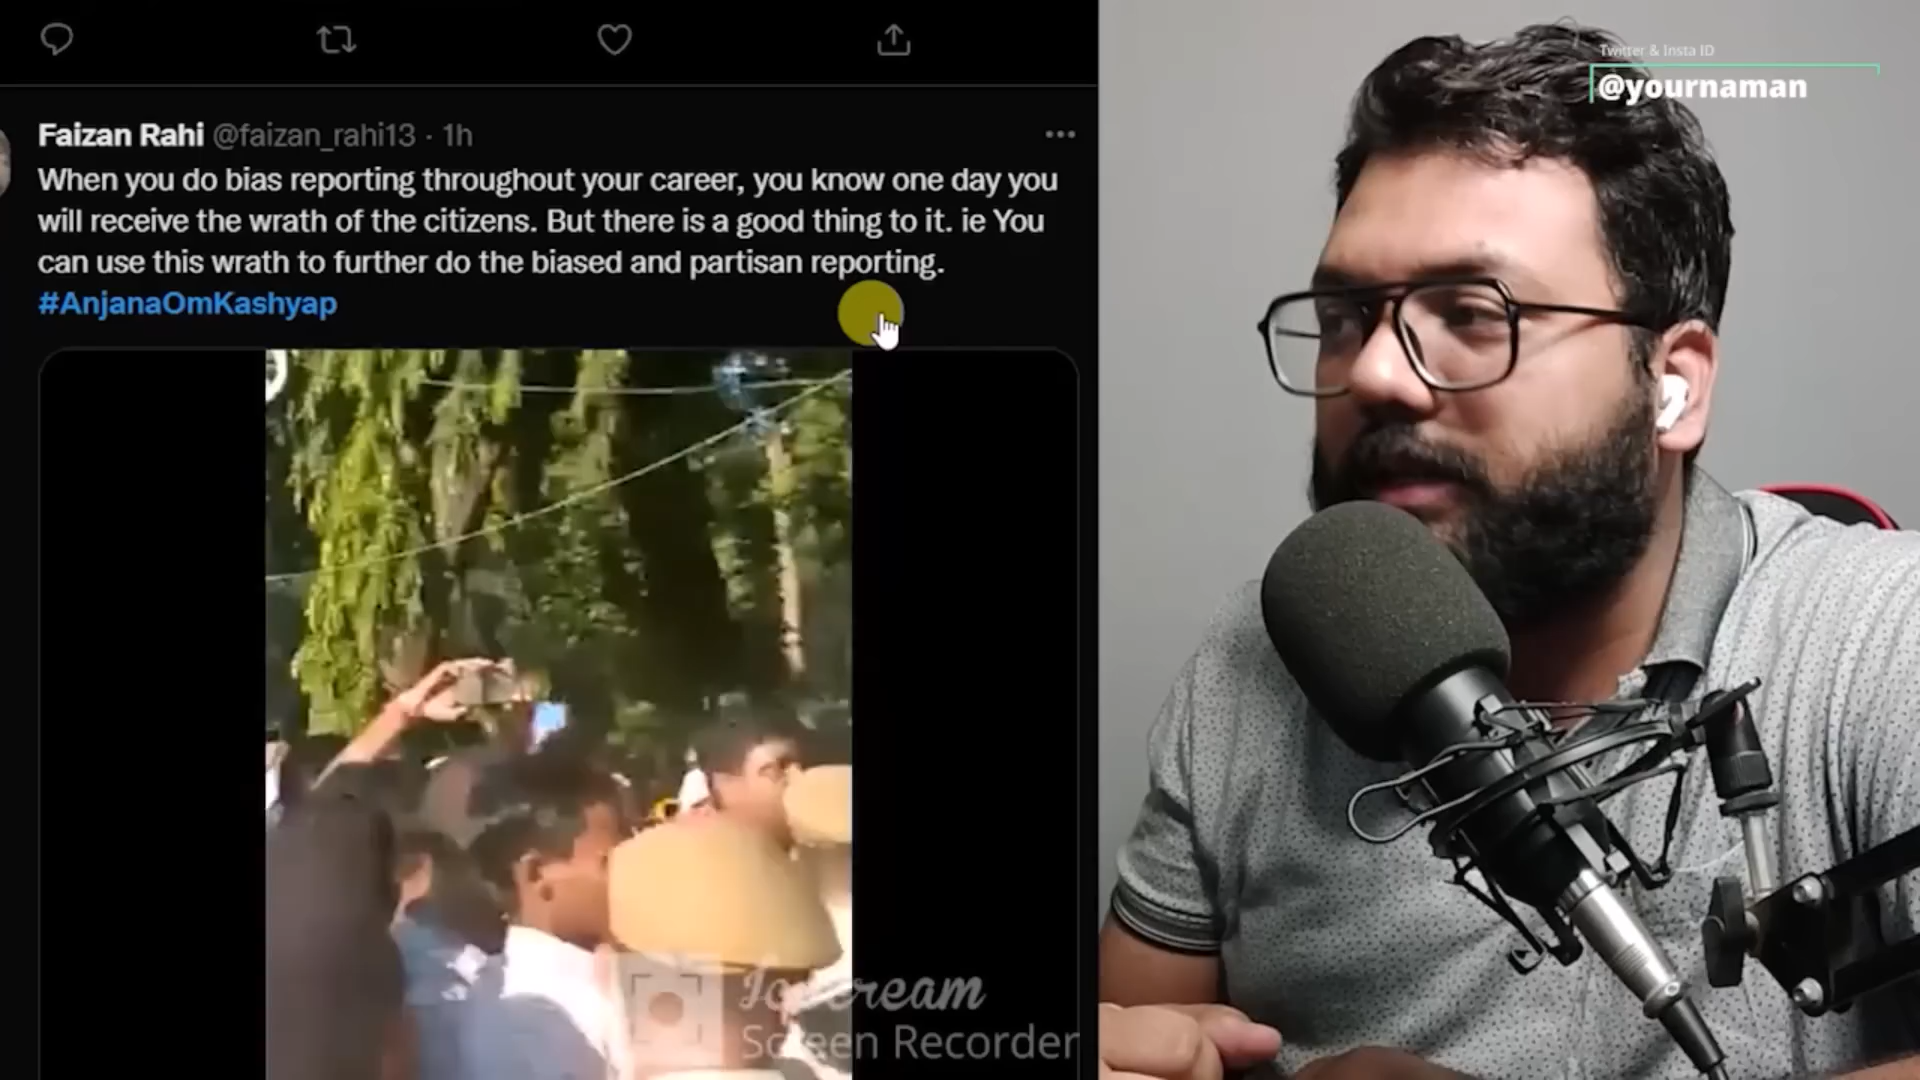 Twitter & Insta ID
@yournaman
Faizan Rahi @faizan_rahi13 · 1h
When you do bias reporting throughout your career, you know one day you
will receive the wrath of the citizens. But there is a good thing to it. ie You
can use this wrath to further do the biased and partisan reporting.
#AnjanaOmKashyap
Icecream
Screen Recorder